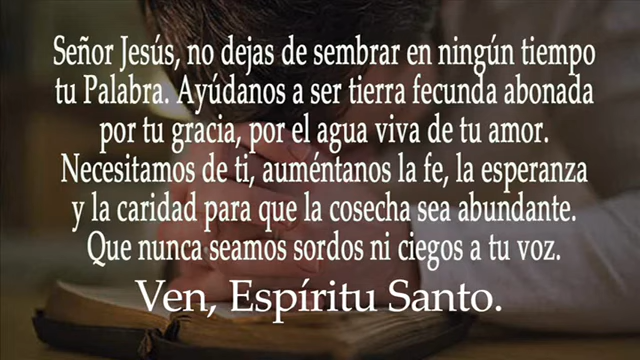 Señor Jesús, no dejas de sembrar en ningún tiempo
tu Palabra. Ayúdanos a ser tierra fecunda abonada
por tu gracia, por el agua viva de tu amor.
Necesitamos de ti, auméntanos la fe, la esperanza
y la caridad para que la cosecha sea abundante.
Que nunca seamos sordos ni ciegos a tu voz.
Ven, Espíritu Santo.